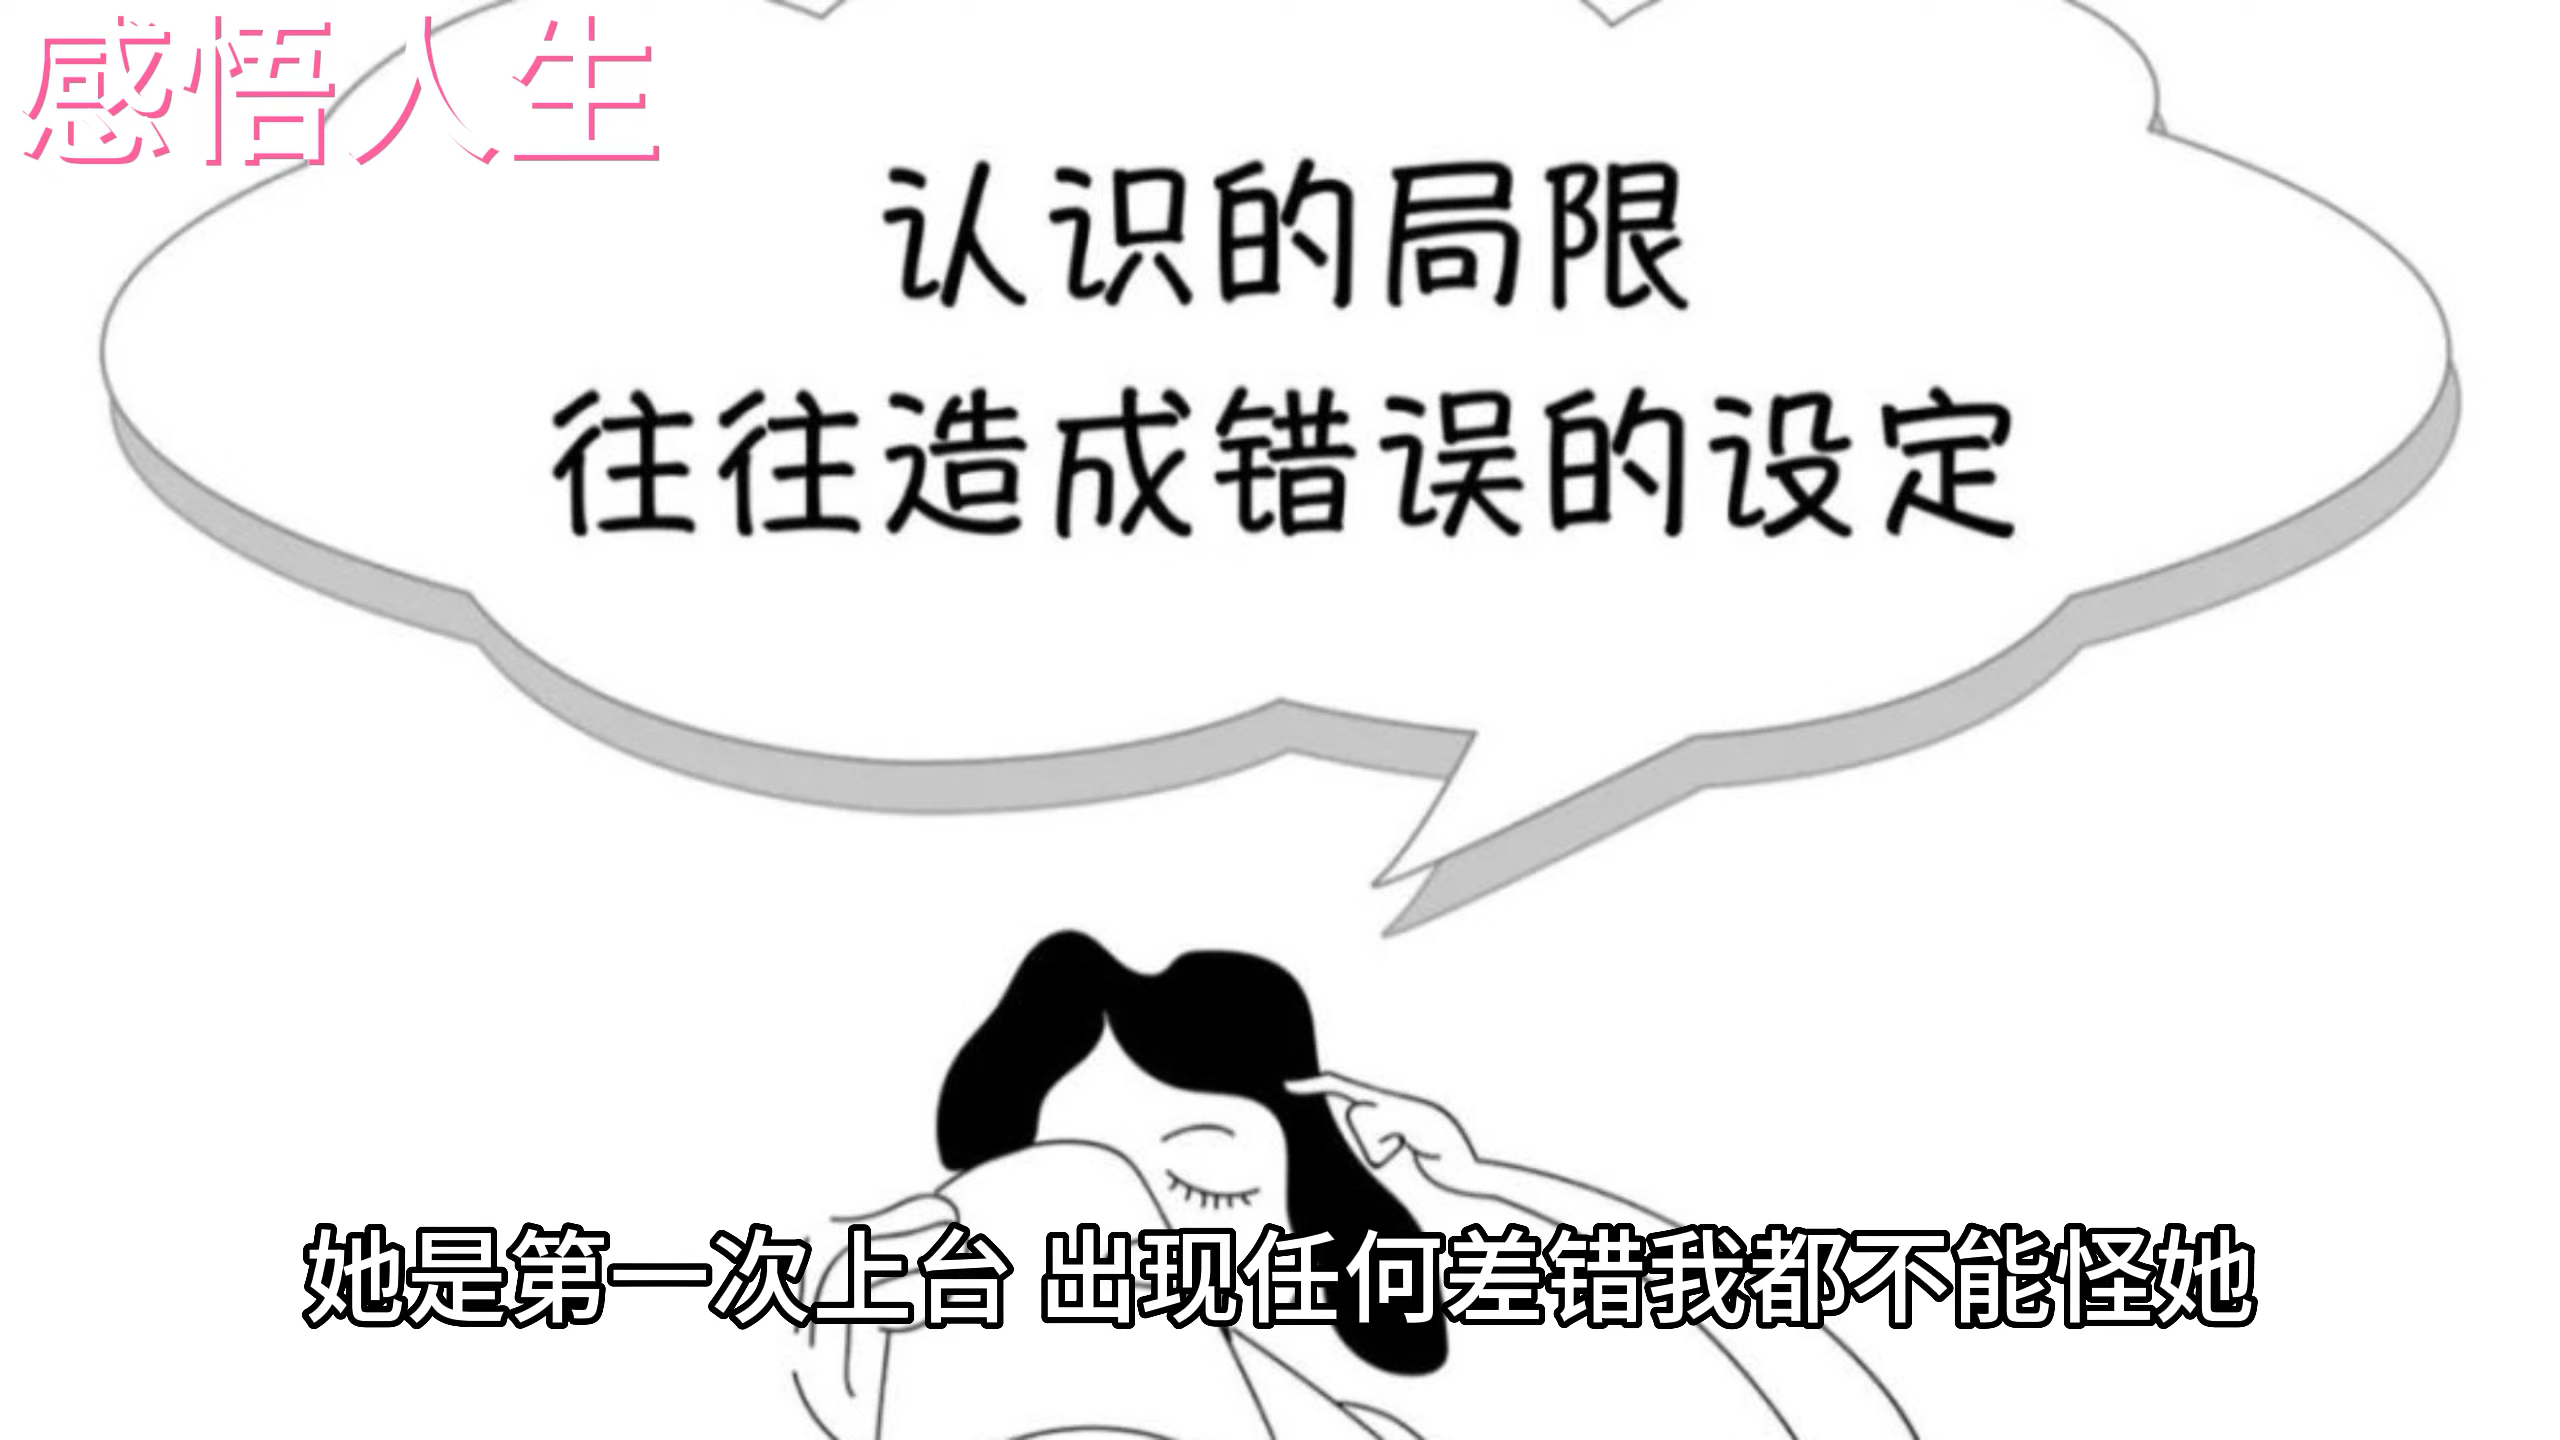 感悟人生
认识的局限
往往造成错误的设定
她是第一次上台 出现任何差错我都不能怪她